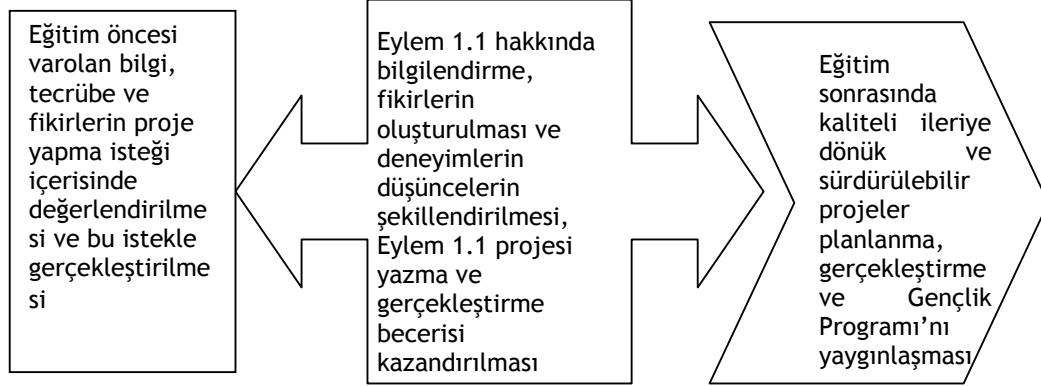 Eğitim öncesi
varolan bilgi,
tecrübe ve
fikirlerin proje
yapma isteği
içerisinde
değerlendirilme
si ve bu istekle
gerçekleştirilme
si
Eylem 1.1 hakkında
bilgilendirme,
fikirlerin
oluşturulması ve
deneyimlerin
düşüncelerin
şekillendirilmesi,
Eylem 1.1 projesi
yazma ve
gerçekleştirme
becerisi
kazandırılması
Eğitim
sonrasında
kaliteli ileriye
dönük ve
sürdürülebilir
projeler
planlanma,
gerçekleştirme
ve Gençlik
Programı’nı
yaygınlaşması